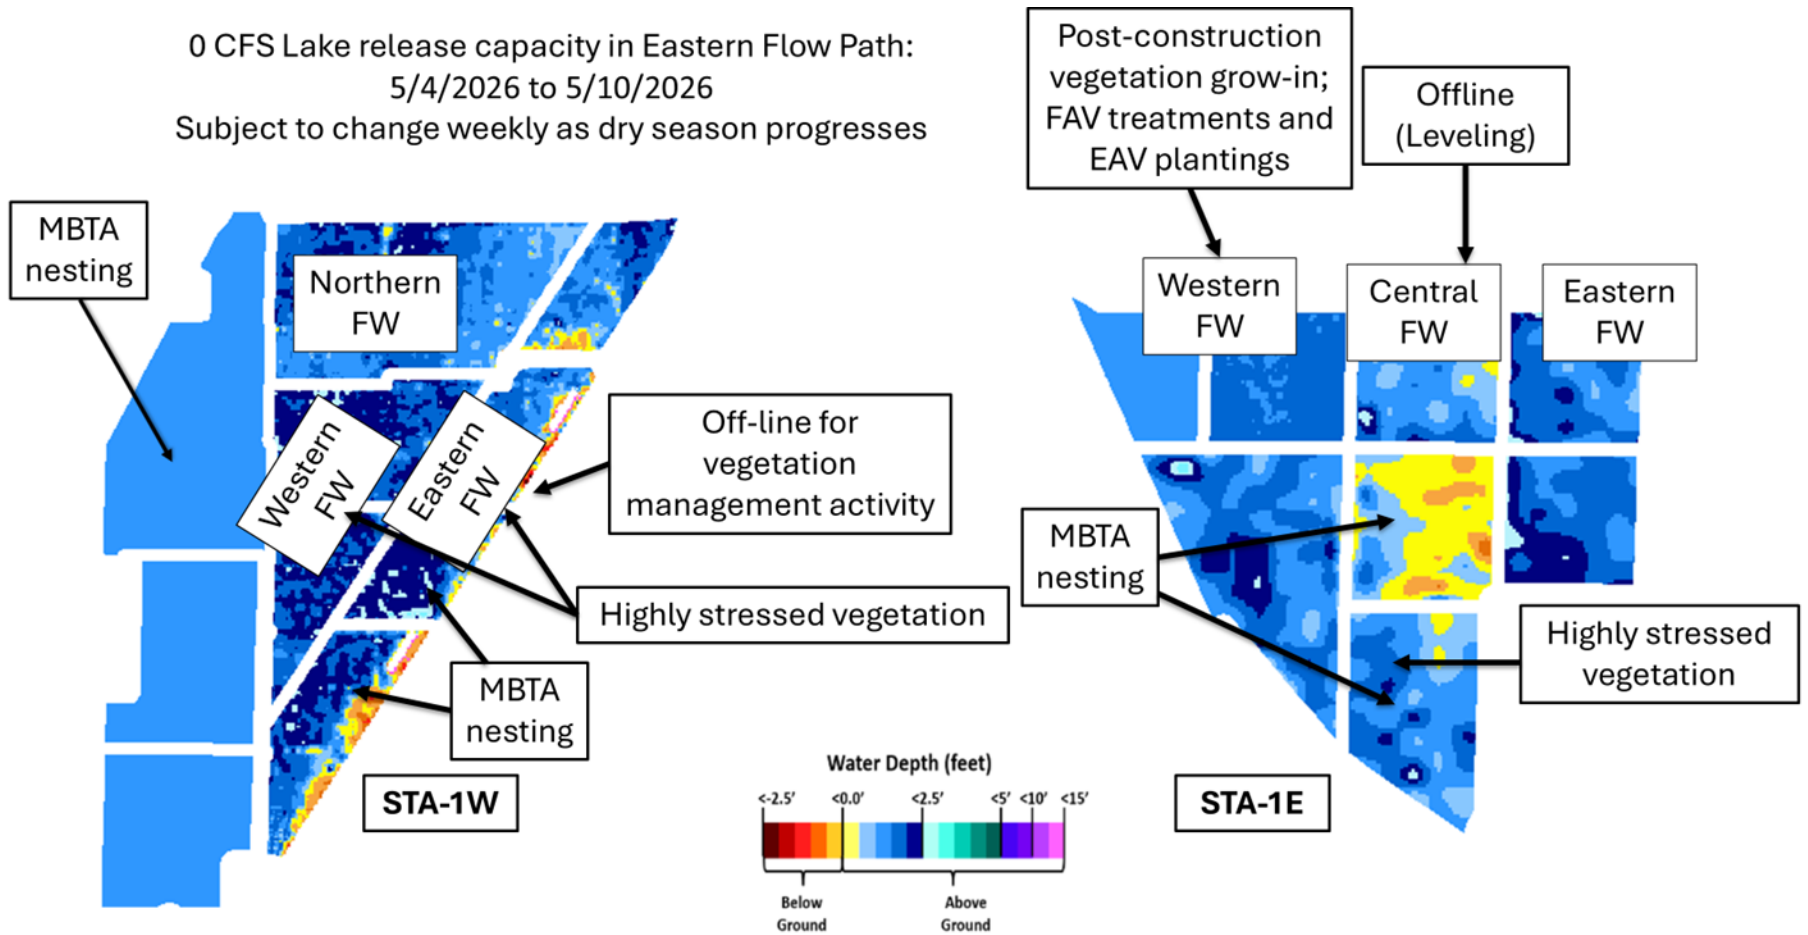 0 CFS Lake release capacity in Eastern Flow Path:
5/4/2026 to 5/10/2026
Subject to change weekly as dry season progresses
Post-construction
vegetation grow-in;
FAV treatments and
EAV plantings
Offline
(Leveling)
MBTA
nesting
Northern
FW
Western
FW
Eastern
FW
Off-line for
vegetation
management activity
Highly stressed vegetation
MBTA
nesting
STA-1W
Western
FW
Central
FW
Eastern
FW
MBTA
nesting
Highly stressed
vegetation
STA-1E
Water Depth (feet)
<-2.5' <0.0' <2.5' <5' <10' <15'
Below
Ground
Above
Ground